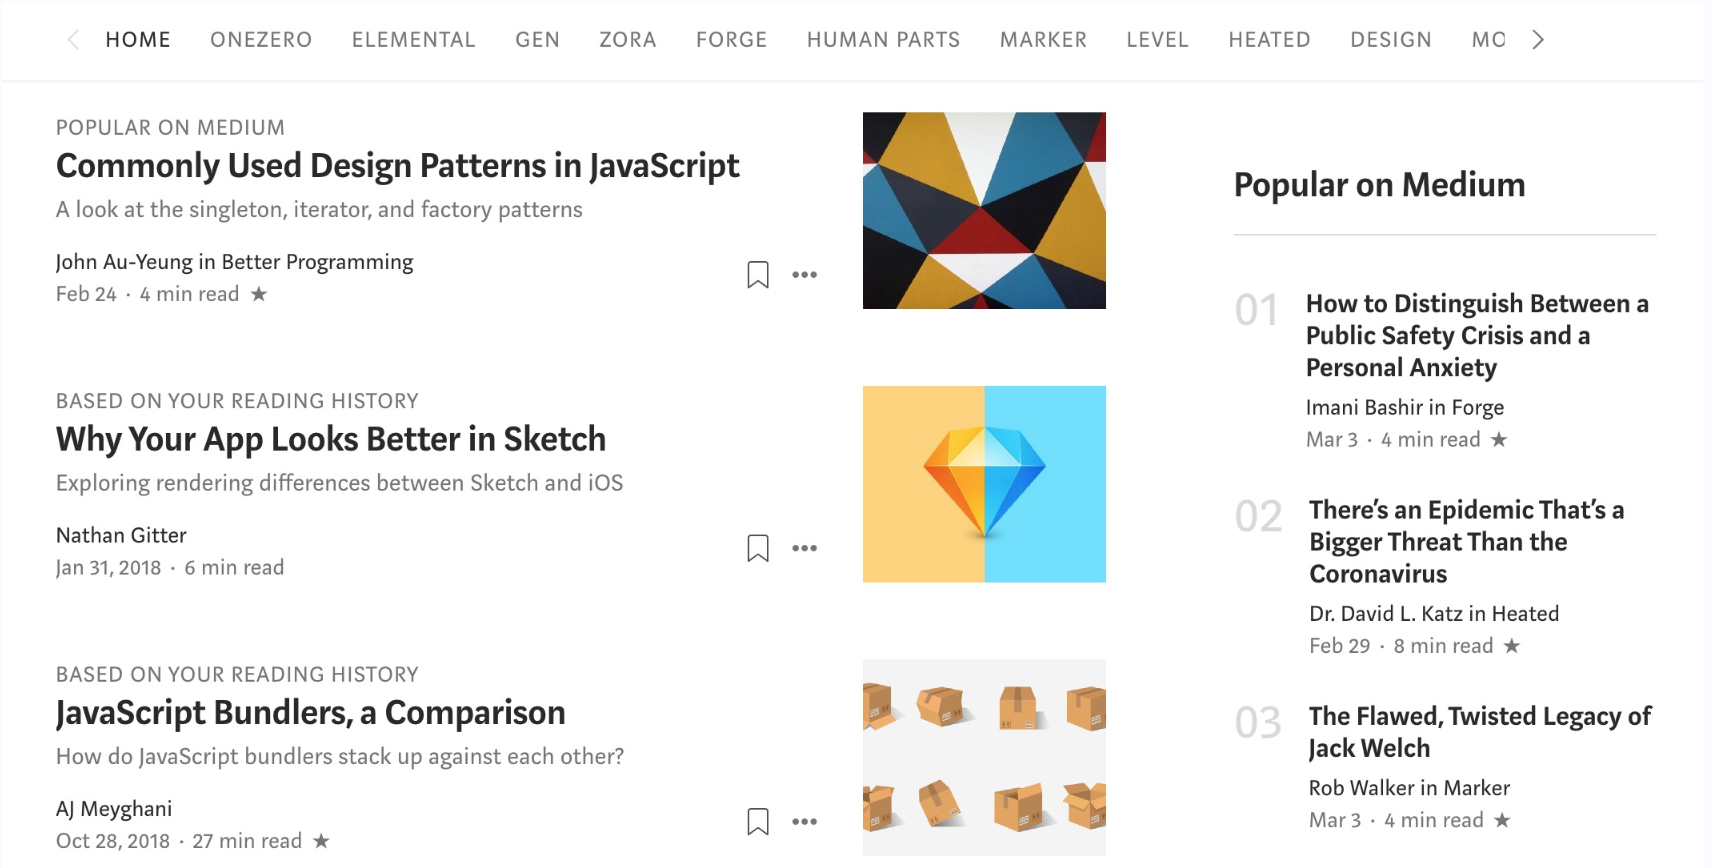 HOME ONEZERO ELEMENTAL GEN ZORA FORGE HUMAN PARTS MARKER LEVEL HEATED DESIGN MO
POPULAR ON MEDIUM
Commonly Used Design Patterns in JavaScript
A look at the singleton, iterator, and factory patterns
John Au-Yeung in Better Programming
Feb 24 · 4 min read ★
BASED ON YOUR READING HISTORY
Why Your App Looks Better in Sketch
Exploring rendering differences between Sketch and iOS
Nathan Gitter
Jan 31, 2018 · 6 min read
BASED ON YOUR READING HISTORY
JavaScript Bundlers, a Comparison
How do JavaScript bundlers stack up against each other?
AJ Meyghani
Oct 28, 2018 · 27 min read ★
Popular on Medium
01
How to Distinguish Between a
Public Safety Crisis and a
Personal Anxiety
Imani Bashir in Forge
Mar 3 · 4 min read ★
02
There’s an Epidemic That’s a
Bigger Threat Than the
Coronavirus
Dr. David L. Katz in Heated
Feb 29 · 8 min read ★
03
The Flawed, Twisted Legacy of
Jack Welch
Rob Walker in Marker
Mar 3 · 4 min read ★